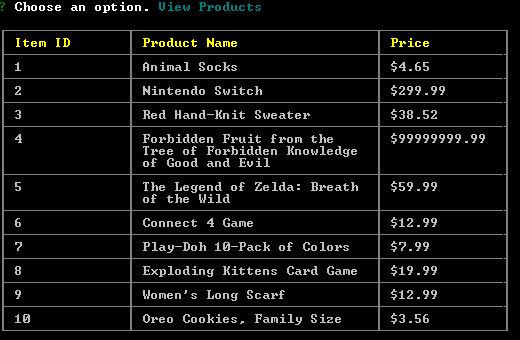 ? Choose an option. View Products
Item ID Product Name Price
1 Animal Socks $4.65
2 Nintendo Switch $299.99
3 Red Hand-Knit Sweater $38.52
4 Forbidden Fruit from the $99999999.99
Tree of Forbidden Knowledge
of Good and Evil
5 The Legend of Zelda: Breath $59.99
of the Wild
6 Connect 4 Game $12.99
7 Play-Doh 10-Pack of Colors $7.99
8 Exploding Kittens Card Game $19.99
9 Women's Long Scarf $12.99
10 Oreo Cookies, Family Size $3.56